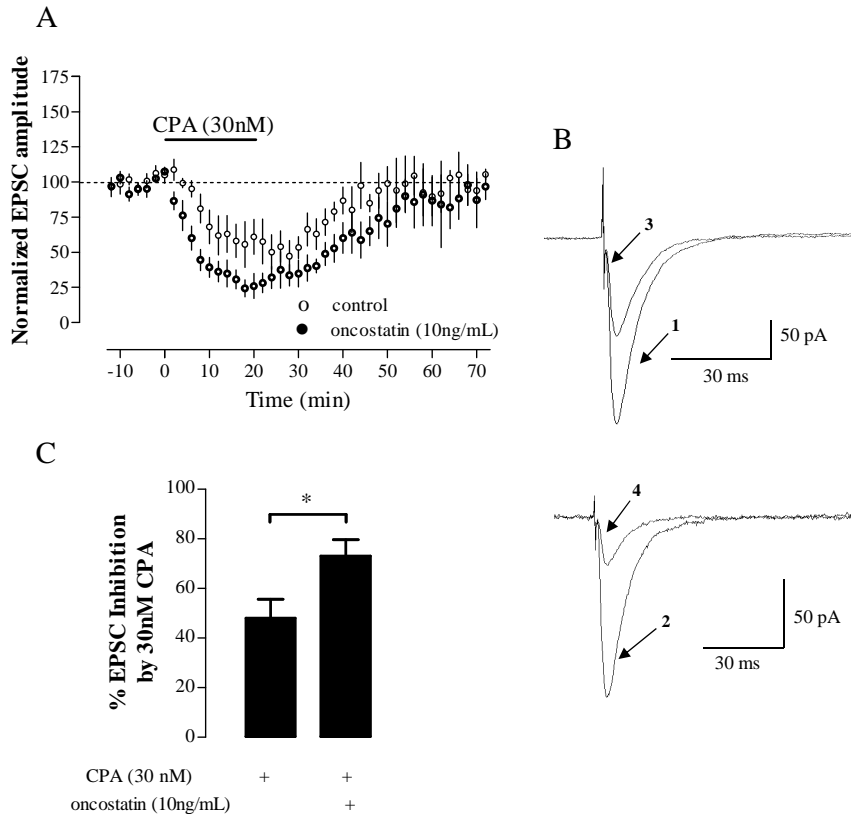 A
Normalized EPSC amplitude
175
150
125
100
75
50
25
0
CPA (30nM)
control
oncostatin (10ng/mL)
-10 0 10 20 30 40 50 60 70
Time (min)
B
3
1
50 pA
30 ms
4
2
50 pA
30 ms
C
% EPSC Inhibition
by 30nM CPA
100
80
60
40
20
0
*
CPA (30 nM) + +
oncostatin (10ng/mL) +